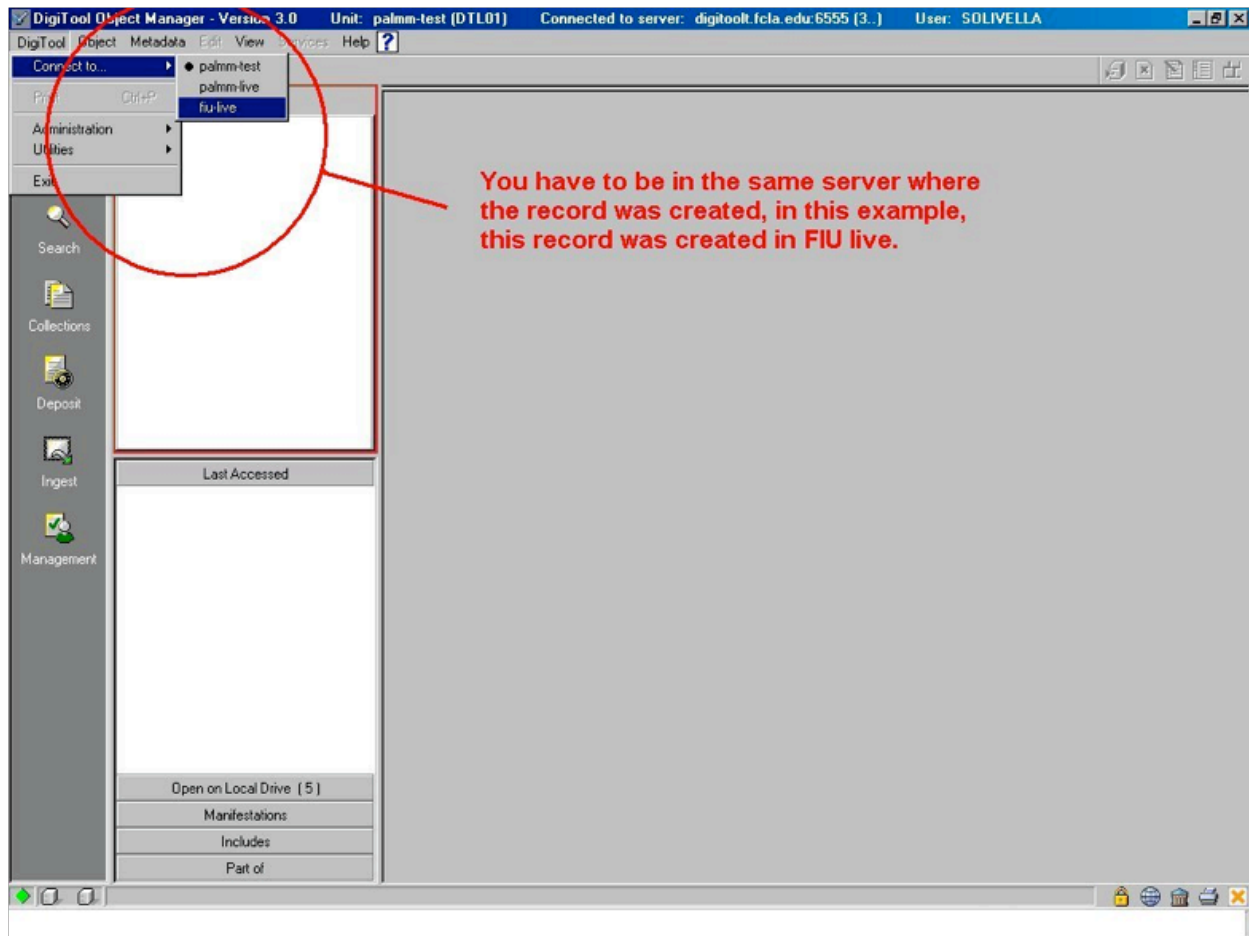 DigiTool Object Manager - Version 3.0 Unit: palmm-test (DTL01) Connected to server: digitoolt.fcla.edu:6555 (3..) User: SOLIVELLA
DigiTool Object Metadata Edit View Services Help ?
Connect to...
palmm-test
palmm-live
fiu-live
Print Ctrl+P
Administration
Utilities
Exit
You have to be in the same server where
the record was created, in this example,
this record was created in FIU live.
Search
Collections
Deposit
Ingest
Management
Last Accessed
Open on Local Drive ( 5 )
Manifestations
Includes
Part of